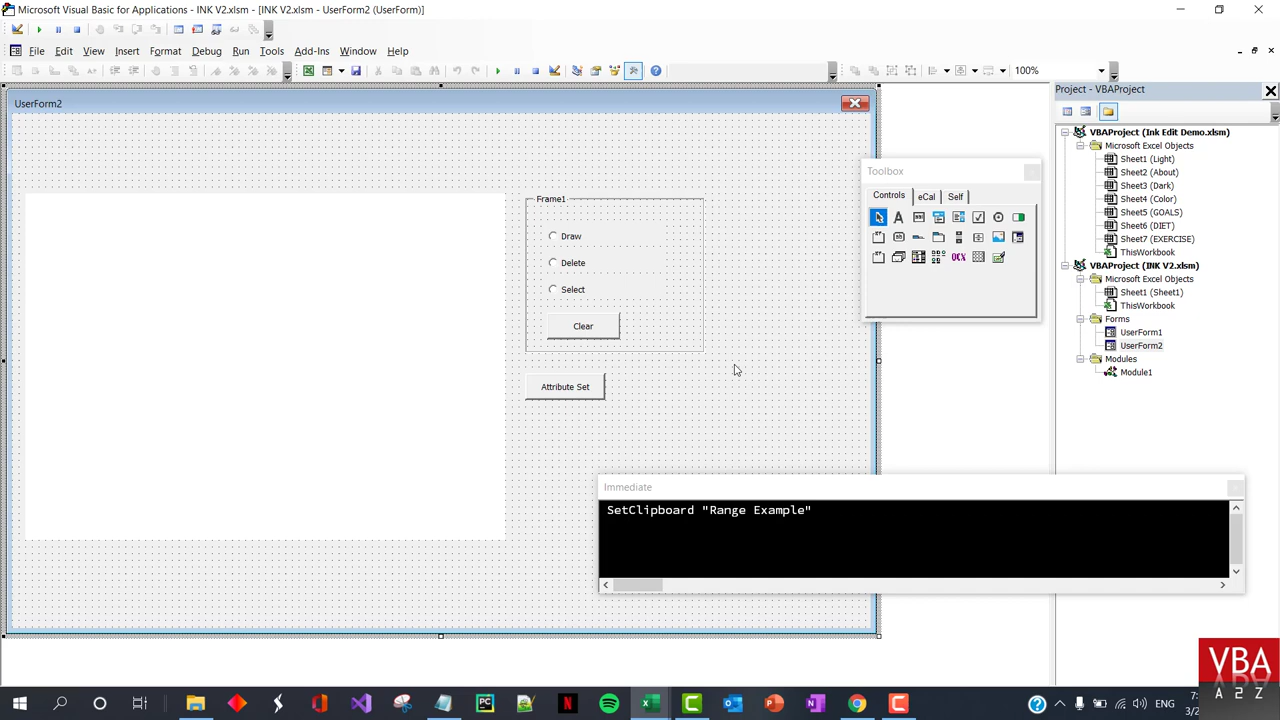 Microsoft Visual Basic for Applications - INK V2.xlsm - [INK V2.xlsm - UserForm2 (UserForm)]
File Edit View Insert Format Debug Run Tools Add-Ins Window Help
100%
UserForm2
Frame1
Draw
Delete
Select
Clear
Attribute Set
Toolbox
Controls eCal Self
Immediate
SetClipboard "Range Example"
Project - VBAProject
VBAProject (Ink Edit Demo.xlsm)
Microsoft Excel Objects
Sheet1 (Light)
Sheet2 (About)
Sheet3 (Dark)
Sheet4 (Color)
Sheet5 (GOALS)
Sheet6 (DIET)
Sheet7 (EXERCISE)
ThisWorkbook
VBAProject (INK V2.xlsm)
Microsoft Excel Objects
Sheet1 (Sheet1)
ThisWorkbook
Forms
UserForm1
UserForm2
Modules
Module1
VBA
A 2 Z
ENG